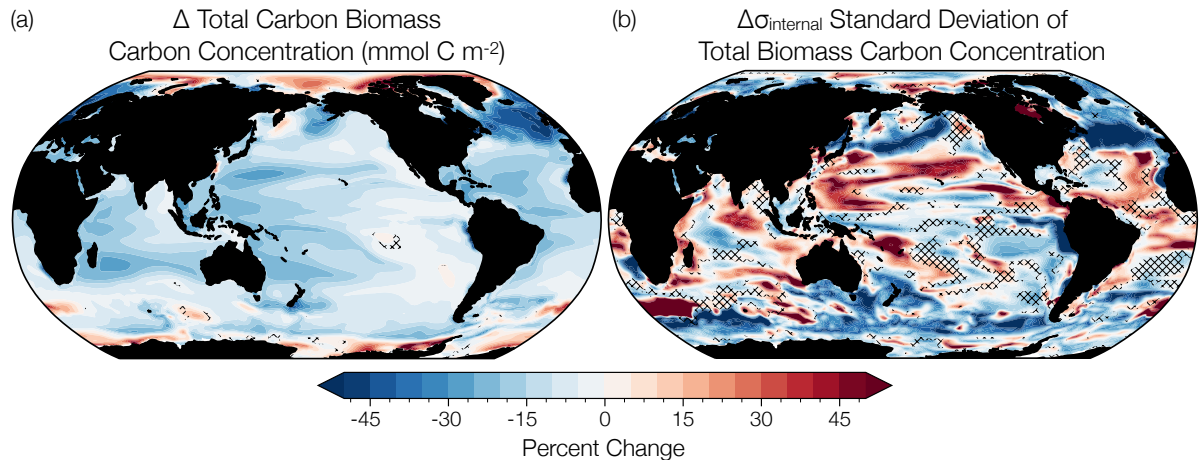 (a)
Δ Total Carbon Biomass
Carbon Concentration (mmol C m⁻²)
(b)
Δσinternal Standard Deviation of
Total Biomass Carbon Concentration
-45 -30 -15 0 15 30 45
Percent Change